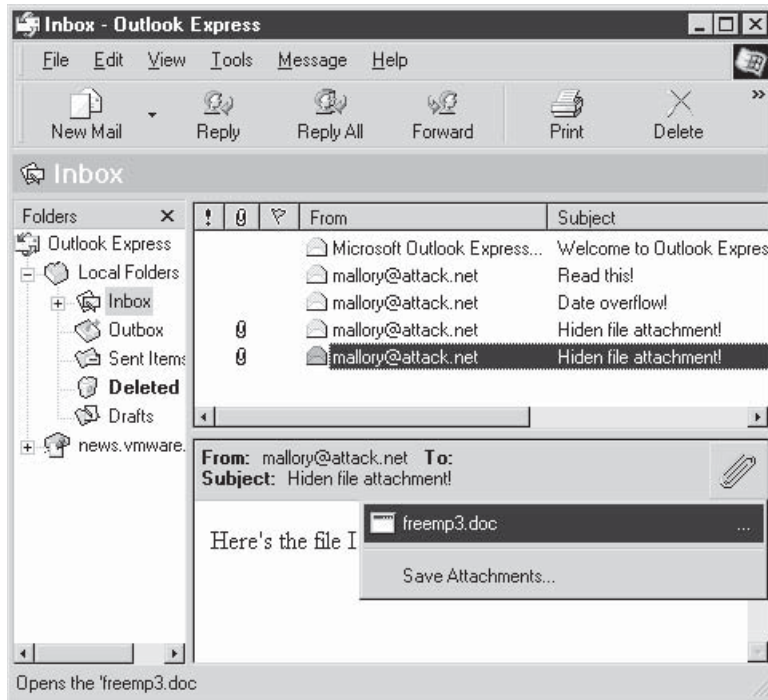 Inbox - Outlook Express
File Edit View Tools Message Help
New Mail Reply Reply All Forward Print Delete »
Inbox
Folders
Outlook Express
Local Folders
Inbox
Outbox
Sent Items
Deleted
Drafts
news.vmware.
! From Subject
Microsoft Outlook Express... Welcome to Outlook Expres
mallory@attack.net Read this!
mallory@attack.net Date overflow!
mallory@attack.net Hiden file attachment!
mallory@attack.net Hiden file attachment!
From: mallory@attack.net To:
Subject: Hiden file attachment!
Here's the file I
freemp3.doc ...
Save Attachments...
Opens the 'freemp3.doc